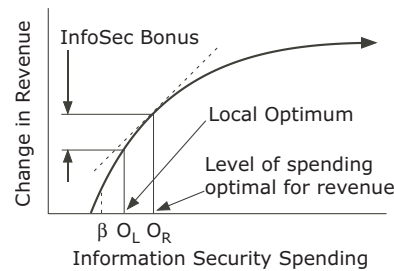 InfoSec Bonus
Change in Revenue
Local Optimum
Level of spending
optimal for revenue
β O_L O_R
Information Security Spending